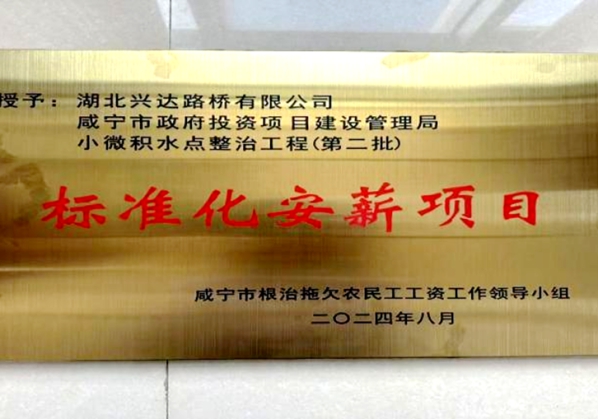 授予：湖北兴达路桥有限公司
咸宁市政府投资项目建设管理局
小微积水点整治工程(第二批)
标准化安薪项目
咸宁市根治拖欠农民工工资工作领导小组
二〇二四年八月